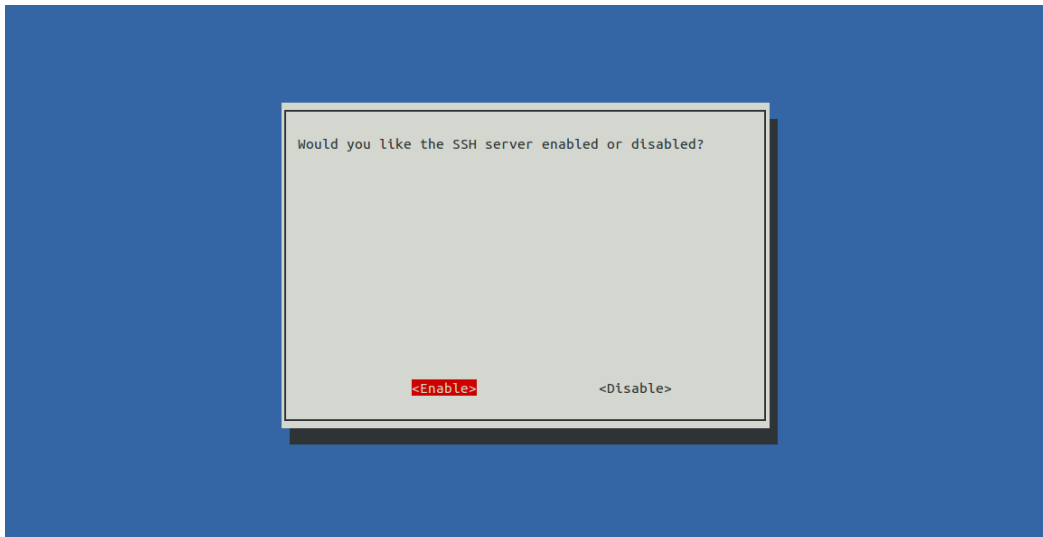 Would you like the SSH server enabled or disabled?
<Enable> <Disable>